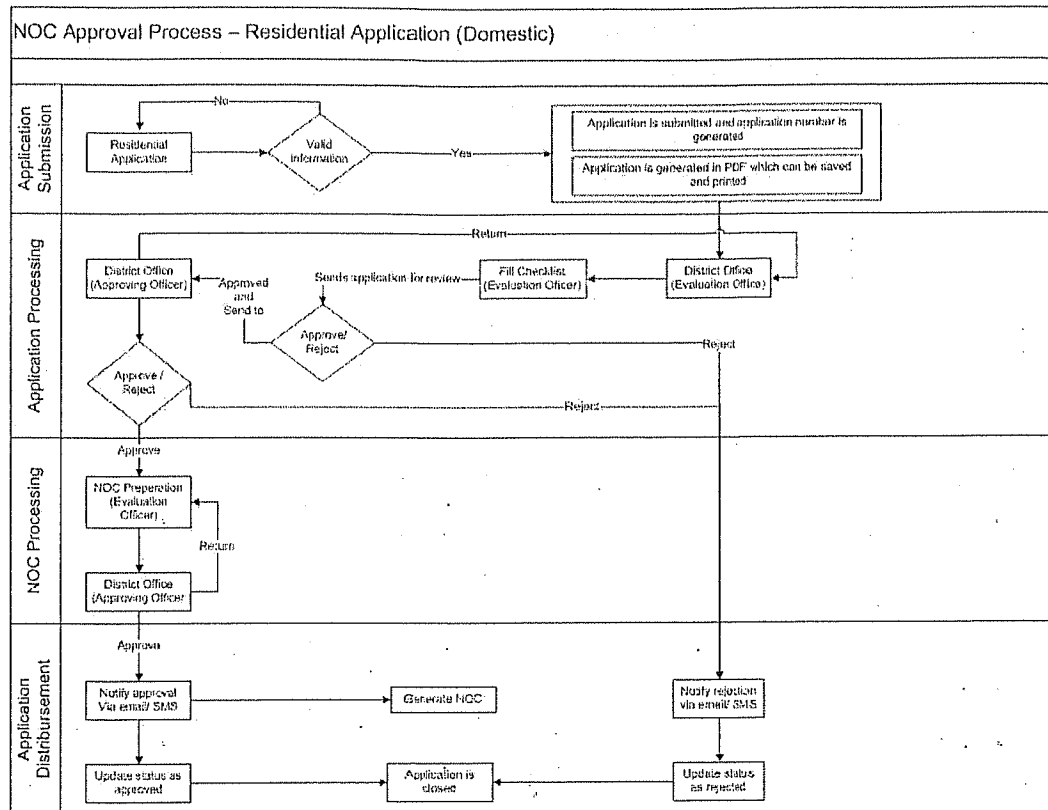 NOC Approval Process – Residential Application (Domestic)
Application
Submission
No
Residential
Application
Valid
Information
Yes
Application is submitted and application number is
generated
Application is generated in PDF which can be saved
and printed
Application Processing
Return
District Office
(Approving Officer)
Approved
and
Send to
Sends application for review
Fill Checklist
(Evaluation Officer)
District Office
(Evaluation Office)
Approve/
Reject
Reject
Approve /
Reject
Reject
NOC Processing
Approve
NOC Preparation
(Evaluation
Officer)
Return
District Office
(Approving Officer
Application
Distribursement
Approve
Notify approval
Via email/ SMS
Generate NOC
Notify rejection
via email/ SMS
Update status as
approved
Application is
closed
Update status
as rejected